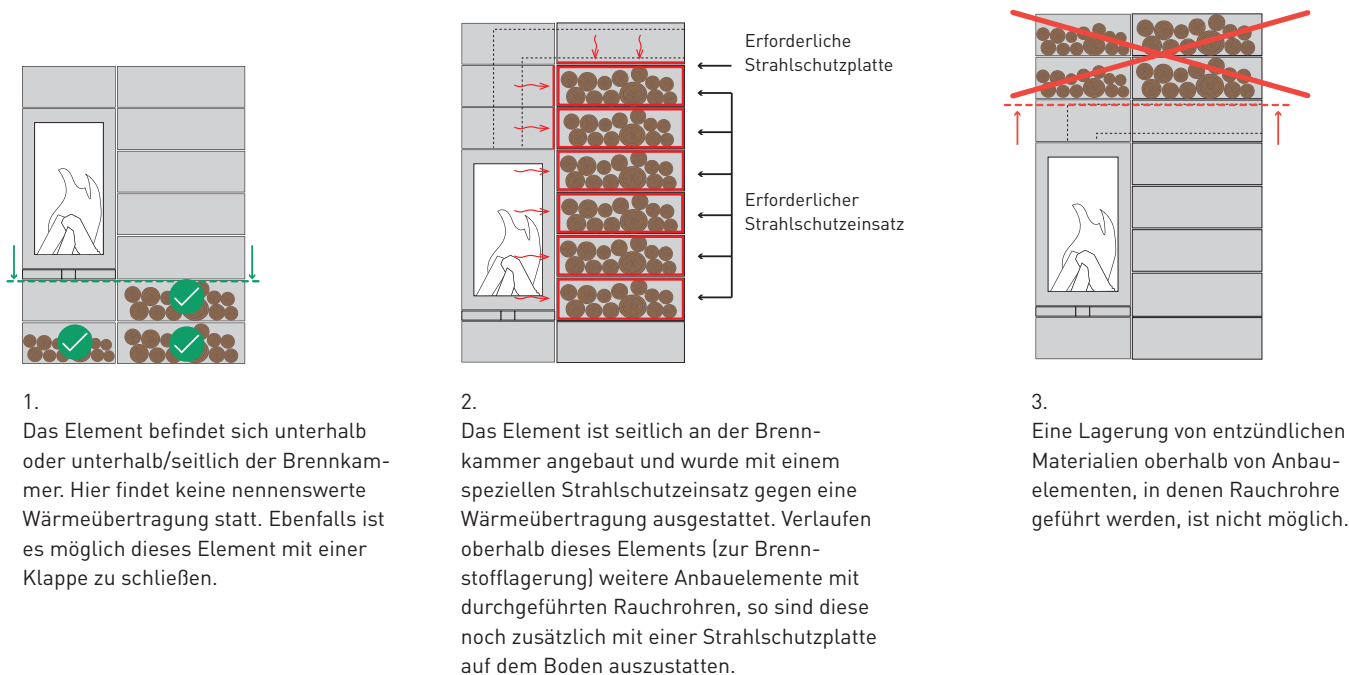 Erforderliche
Strahlschutzplatte
Erforderlicher
Strahlschutzeinsatz
1.
Das Element befindet sich unterhalb
oder unterhalb/seitlich der Brennkam-
mer. Hier findet keine nennenswerte
Wärmeübertragung statt. Ebenfalls ist
es möglich dieses Element mit einer
Klappe zu schließen.
2.
Das Element ist seitlich an der Brenn-
kammer angebaut und wurde mit einem
speziellen Strahlschutzeinsatz gegen eine
Wärmeübertragung ausgestattet. Verlaufen
oberhalb dieses Elements (zur Brenn-
stofflagerung) weitere Anbauelemente mit
durchgeführten Rauchrohren, so sind diese
noch zusätzlich mit einer Strahlschutzplatte
auf dem Boden auszustatten.
3.
Eine Lagerung von entzündlichen
Materialien oberhalb von Anbau-
elementen, in denen Rauchrohre
geführt werden, ist nicht möglich.